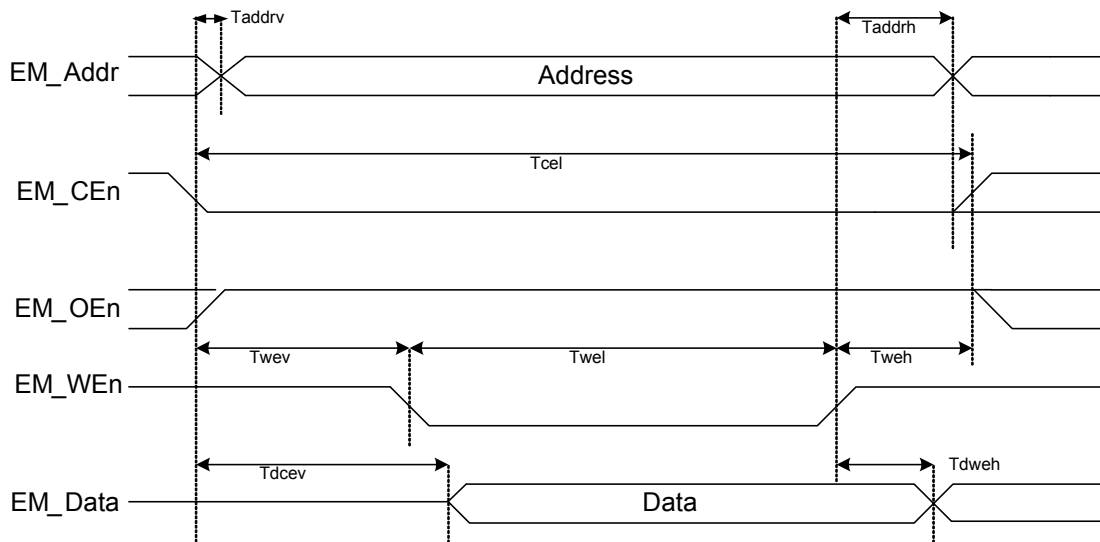 Taddrv
Taddrh
EM_Addr
Address
Tcel
EM_CEn
EM_OEn
Twev
Twel
Tweh
EM_WEn
Tdcev
Tdweh
EM_Data
Data